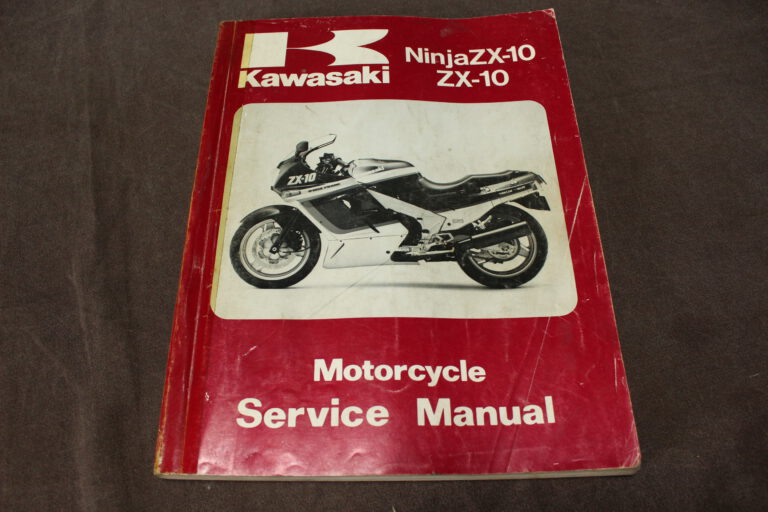 Kawasaki
NinjaZX-10
ZX-10
ZX-10
Motorcycle
Service Manual